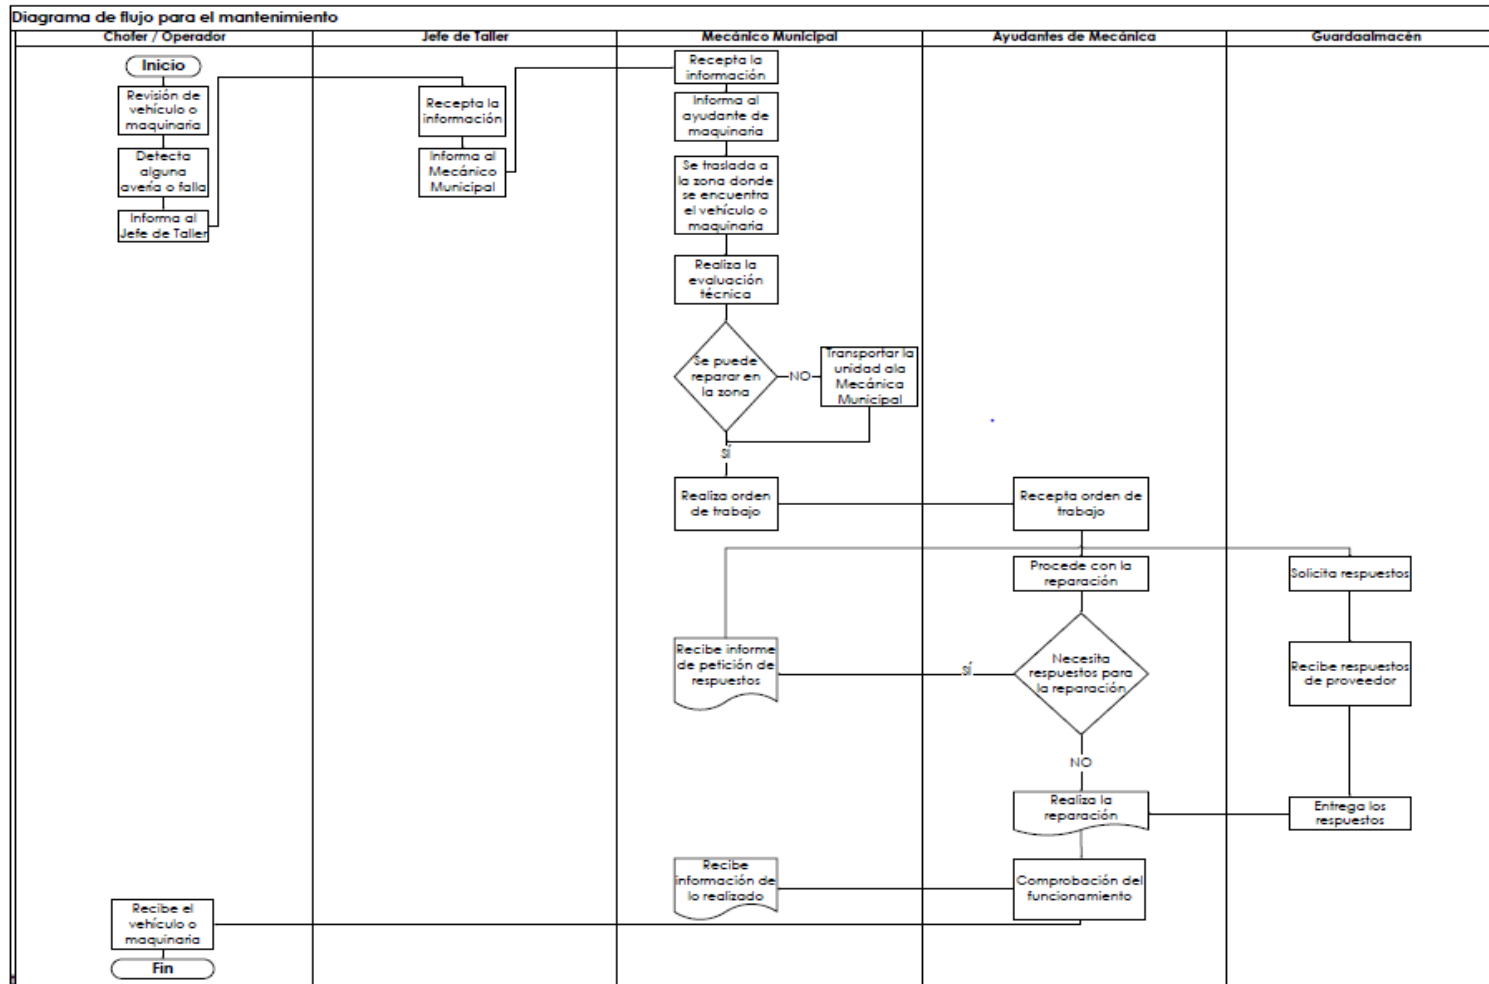 Diagrama de flujo para el mantenimiento
Chofer / Operador
Jefe de Taller
Mecánico Municipal
Ayudantes de Mecánica
Guardaalmacén
Inicio
Revisión de
vehículo o
maquinaria
Detecta
alguna
avería o falla
Informa al
Jefe de Taller
Recepta la
información
Informa al
Mecánico
Municipal
Recepta la
información
Informa al
ayudante de
maquinaria
Se traslada a
la zona donde
se encuentra
el vehículo o
maquinaria
Realiza la
evaluación
técnica
Se puede
reparar en
la zona
NO
Transportar la
unidad ala
Mecánica
Municipal
SÍ
Realiza orden
de trabajo
Recepta orden de
trabajo
Procede con la
reparación
Necesita
respuestos para
la reparación
SÍ
Recibe informe
de petición de
respuestos
Solicita respuestos
Recibe respuestos
de proveedor
Entrega los
respuestos
NO
Realiza la
reparación
Comprobación del
funcionamiento
Recibe
información de
lo realizado
Recibe el
vehículo o
maquinaria
Fin